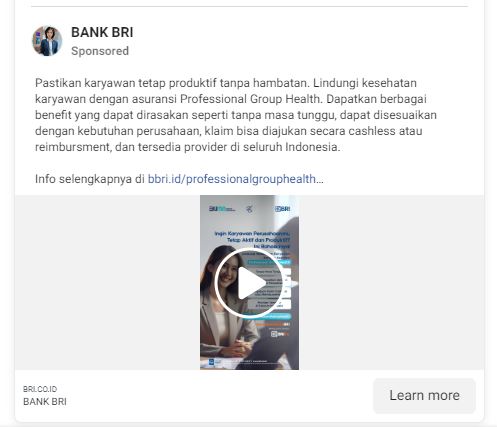 BANK BRI
Sponsored
Pastikan karyawan tetap produktif tanpa hambatan. Lindungi kesehatan
karyawan dengan asuransi Professional Group Health. Dapatkan berbagai
benefit yang dapat dirasakan seperti tanpa masa tunggu, dapat disesuaikan
dengan kebutuhan perusahaan, klaim bisa diajukan secara cashless atau
reimbursment, dan tersedia provider di seluruh Indonesia.
Info selengkapnya di bbri.id/professionalgrouphealth...
BRI
Ingin Karyawan Perusahaanmu
Tetap Aktif dan Produktif?
Ini Bahasannya!
BRI.CO.ID
BANK BRI
Learn more